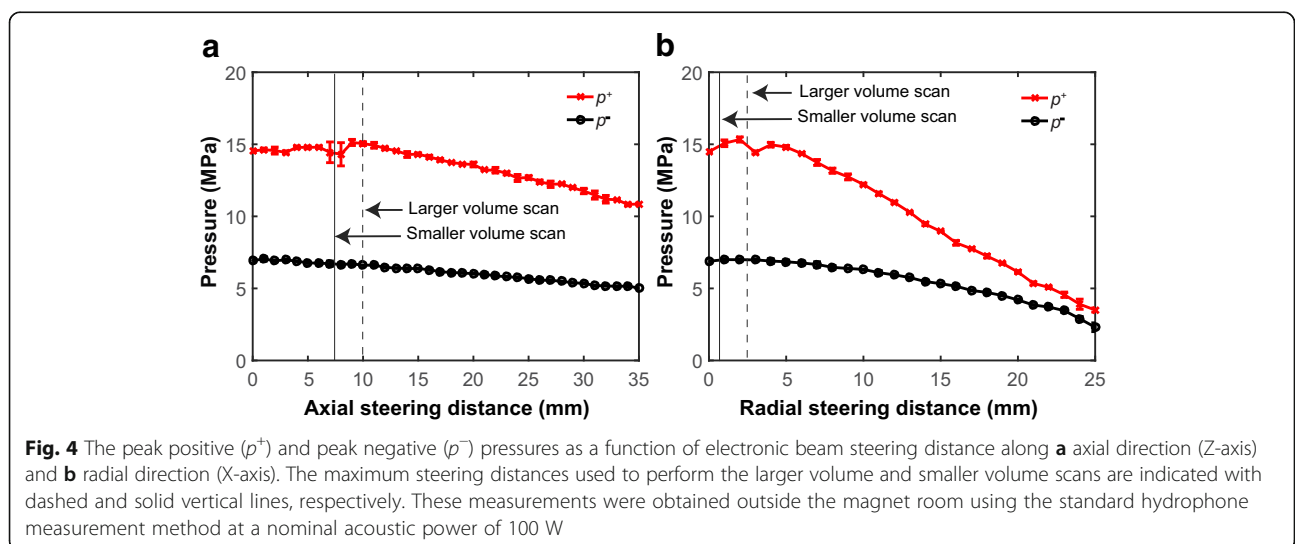 a
b
20
15
10
5
0
Pressure (MPa)
p⁺
p⁻
Larger volume scan
Smaller volume scan
0 5 10 15 20 25 30 35
Axial steering distance (mm)
20
15
10
5
0
Pressure (MPa)
Larger volume scan
Smaller volume scan
p⁺
p⁻
0 5 10 15 20 25
Radial steering distance (mm)
Fig. 4 The peak positive (p⁺) and peak negative (p⁻) pressures as a function of electronic beam steering distance along a axial direction (Z-axis)
and b radial direction (X-axis). The maximum steering distances used to perform the larger volume and smaller volume scans are indicated with
dashed and solid vertical lines, respectively. These measurements were obtained outside the magnet room using the standard hydrophone
measurement method at a nominal acoustic power of 100 W